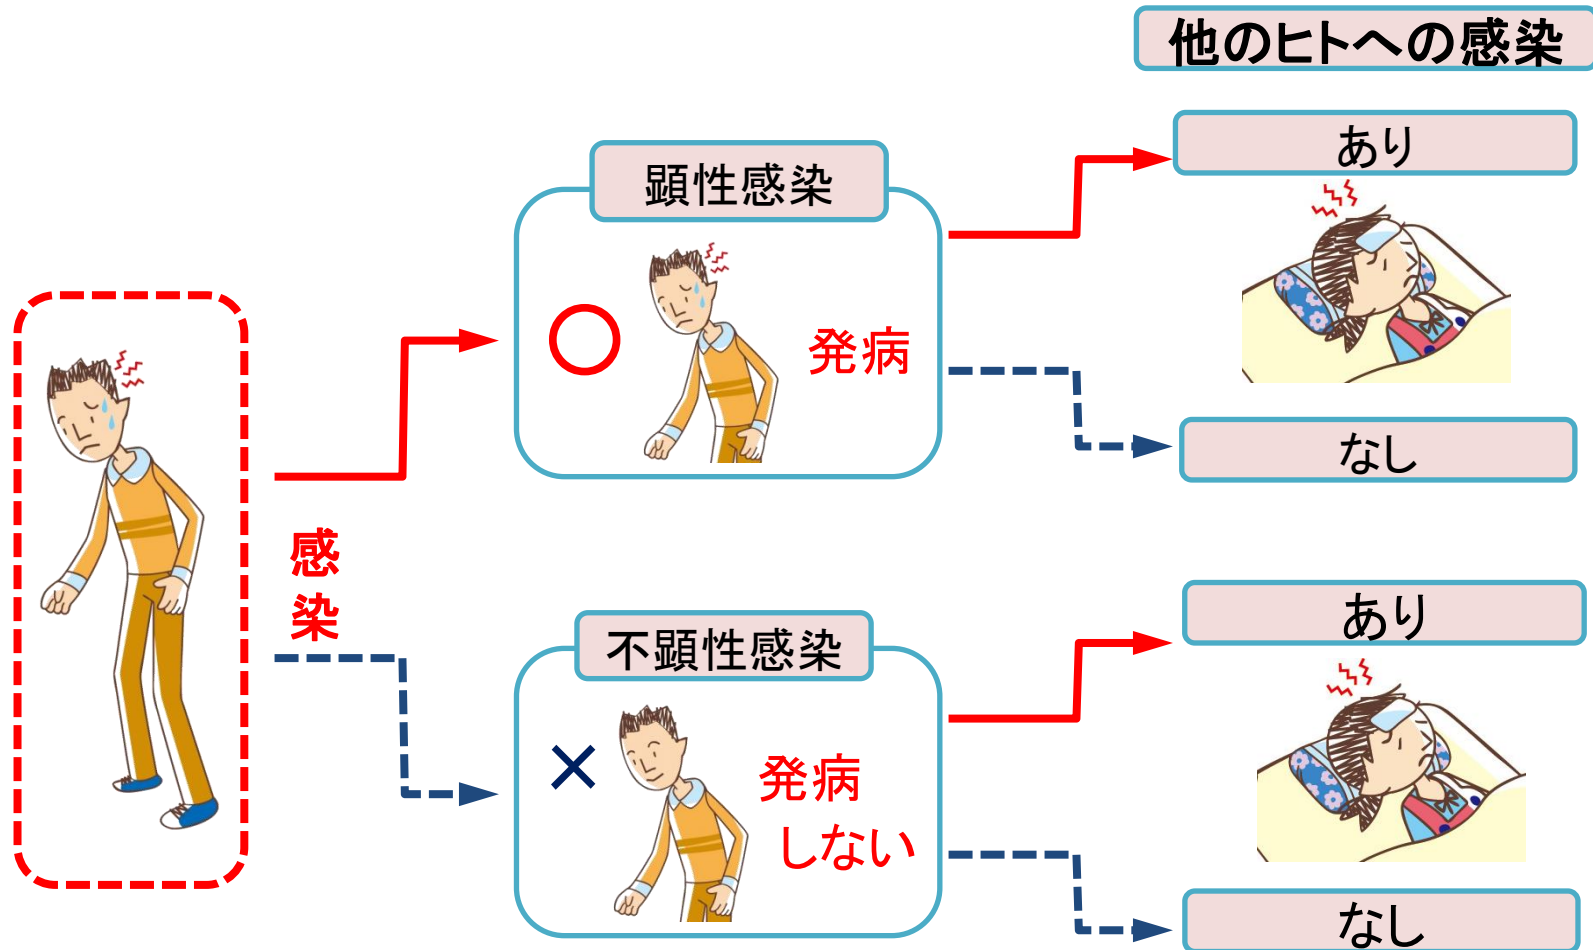 他のヒトへの感染
あり
顕性感染
発病
なし
感
染
あり
不顕性感染
×
発病
しない
なし